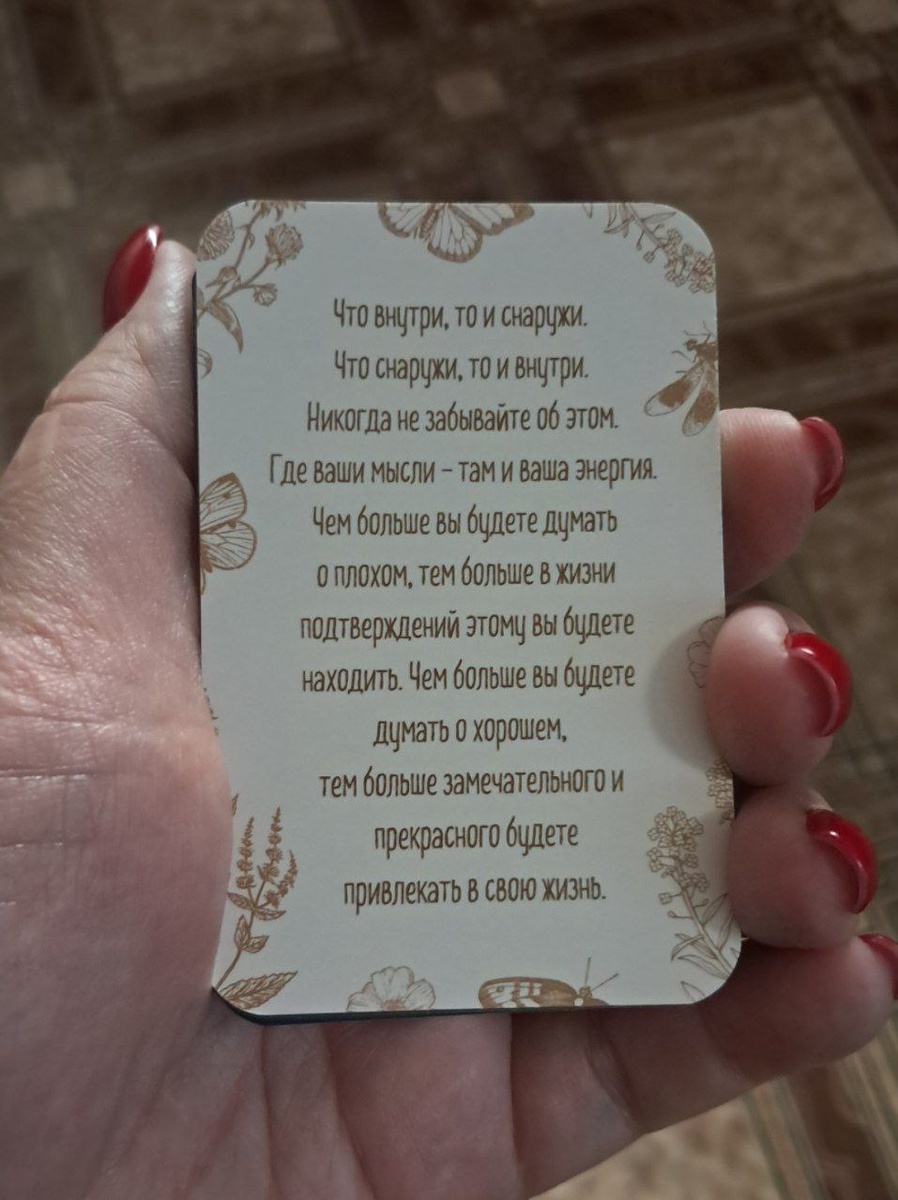 Что внутри, то и снаружи.
Что снаружи, то и внутри.
Никогда не забывайте об этом.
Где ваши мысли – там и ваша энергия.
Чем больше вы будете думать
о плохом, тем больше в жизни
подтверждений этому вы будете
находить. Чем больше вы будете
думать о хорошем,
тем больше замечательного и
прекрасного будете
привлекать в свою жизнь.